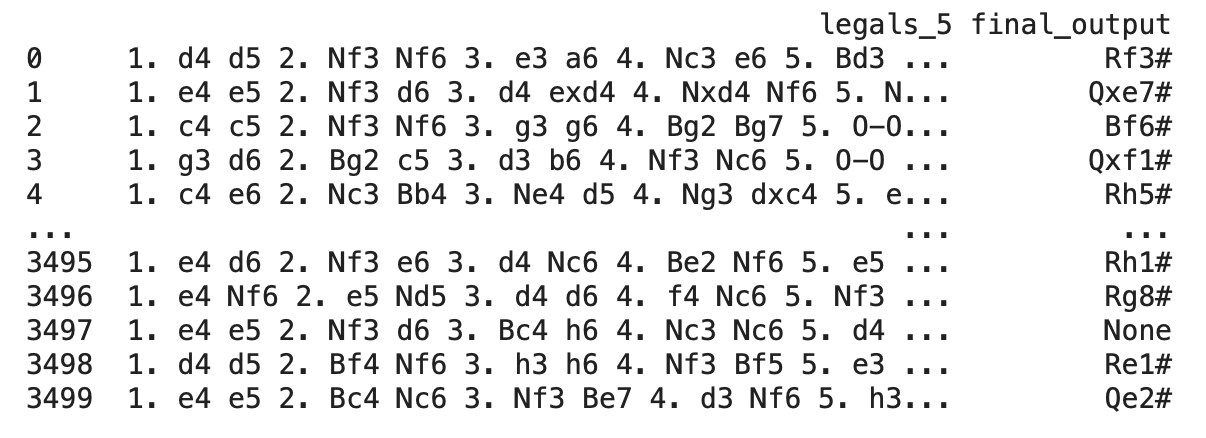 legals_5 final_output
0 1. d4 d5 2. Nf3 Nf6 3. e3 a6 4. Nc3 e6 5. Bd3 ... Rf3#
1 1. e4 e5 2. Nf3 d6 3. d4 exd4 4. Nxd4 Nf6 5. N... Qxe7#
2 1. c4 c5 2. Nf3 Nf6 3. g3 g6 4. Bg2 Bg7 5. O-O... Bf6#
3 1. g3 d6 2. Bg2 c5 3. d3 b6 4. Nf3 Nc6 5. O-O ... Qxf1#
4 1. c4 e6 2. Nc3 Bb4 3. Ne4 d5 4. Ng3 dxc4 5. e... Rh5#
... ... ...
3495 1. e4 d6 2. Nf3 e6 3. d4 Nc6 4. Be2 Nf6 5. e5 ... Rh1#
3496 1. e4 Nf6 2. e5 Nd5 3. d4 d6 4. f4 Nc6 5. Nf3 ... Rg8#
3497 1. e4 e5 2. Nf3 d6 3. Bc4 h6 4. Nc3 Nc6 5. d4 ... None
3498 1. d4 d5 2. Bf4 Nf6 3. h3 h6 4. Nf3 Bf5 5. e3 ... Re1#
3499 1. e4 e5 2. Bc4 Nc6 3. Nf3 Be7 4. d3 Nf6 5. h3... Qe2#